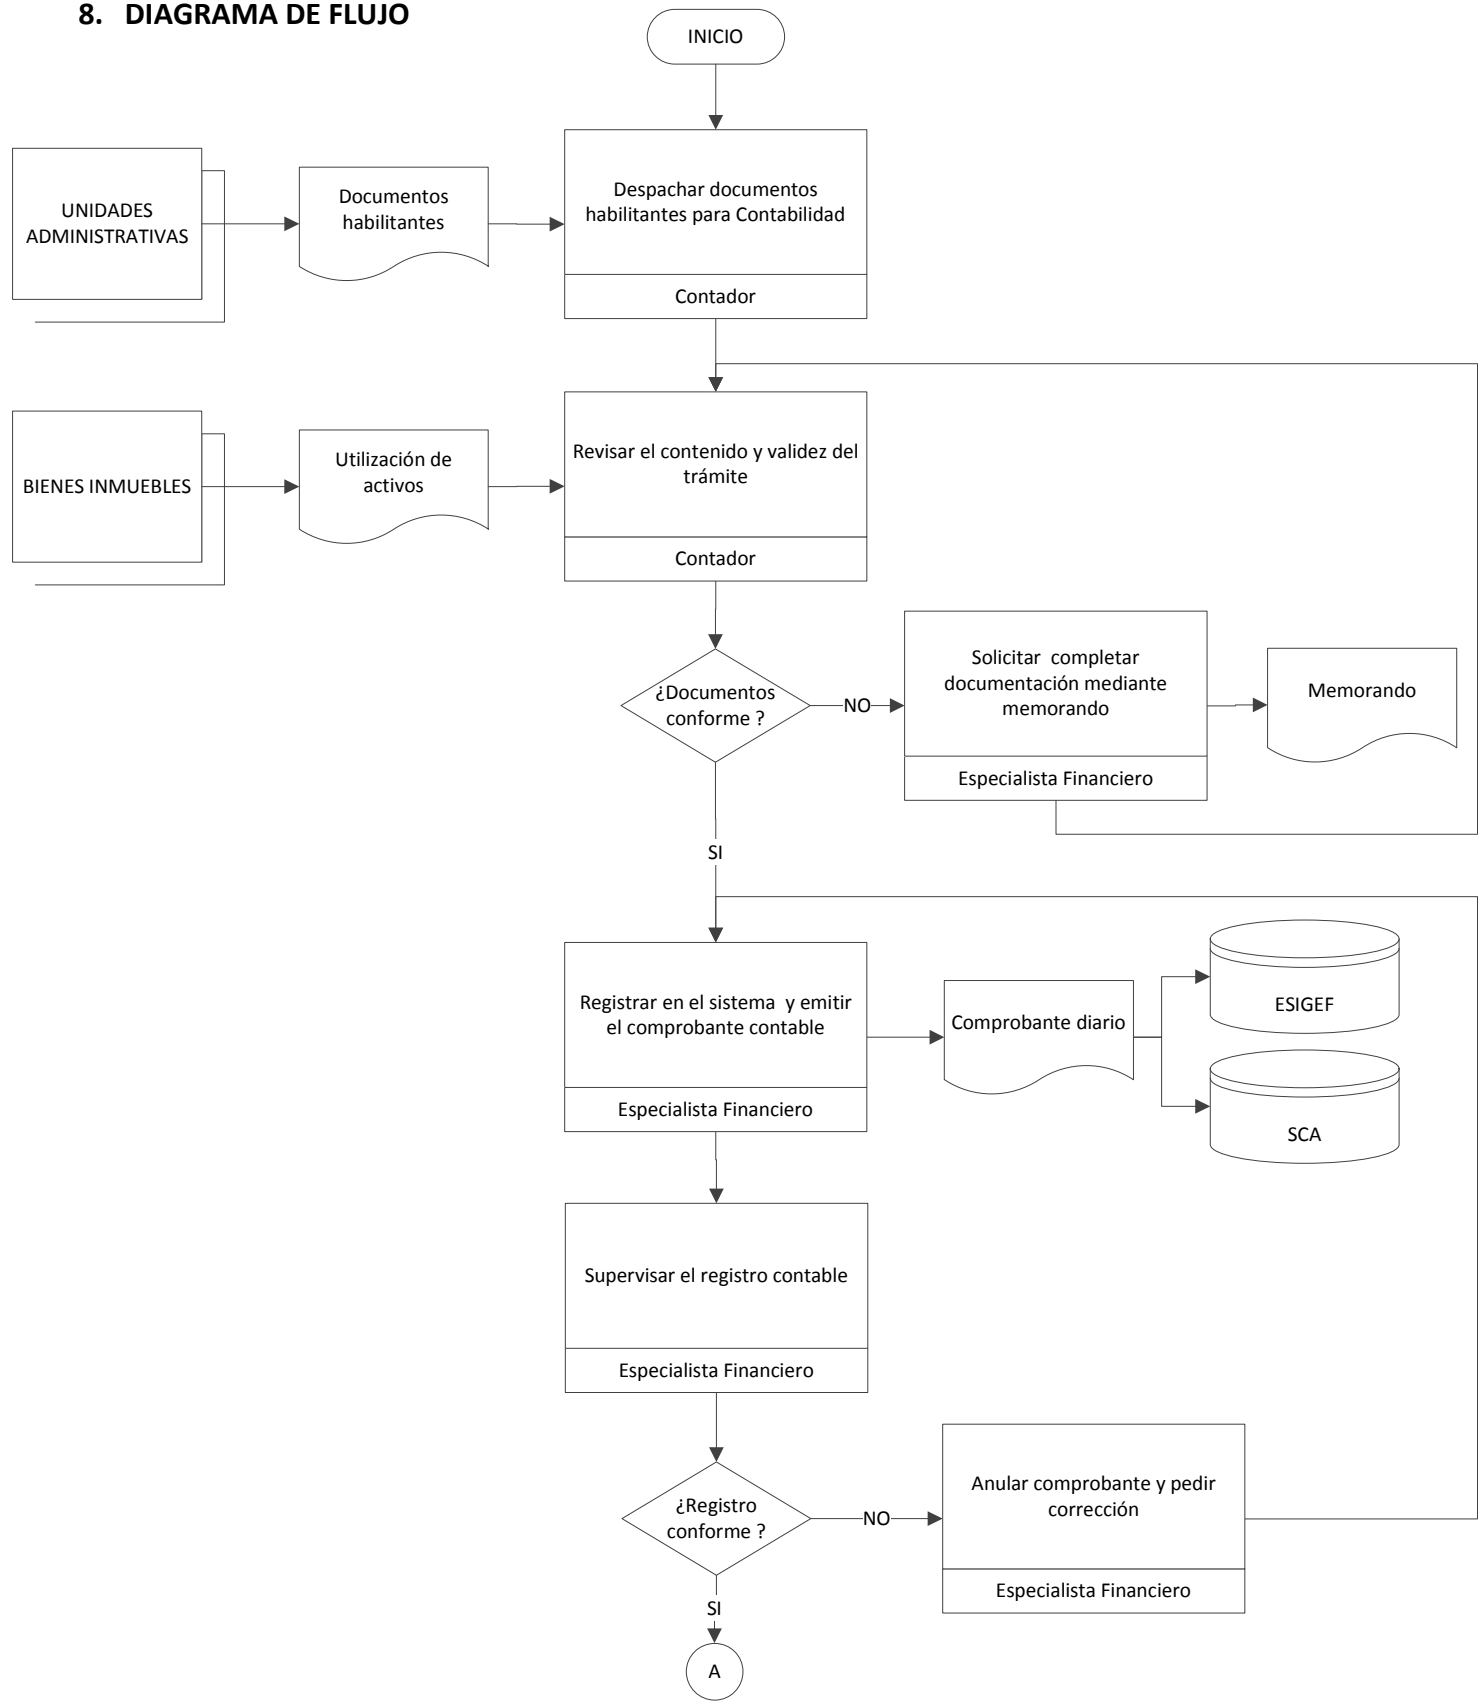 8. DIAGRAMA DE FLUJO
INICIO
UNIDADES
ADMINISTRATIVAS
Documentos
habilitantes
Despachar documentos
habilitantes para Contabilidad
Contador
BIENES INMUEBLES
Utilización de
activos
Revisar el contenido y validez del
trámite
Contador
¿Documentos
conforme ?
NO
Solicitar completar
documentación mediante
memorando
Especialista Financiero
Memorando
SI
Registrar en el sistema y emitir
el comprobante contable
Especialista Financiero
Comprobante diario
ESIGEF
SCA
Supervisar el registro contable
Especialista Financiero
¿Registro
conforme ?
NO
Anular comprobante y pedir
corrección
Especialista Financiero
SI
A